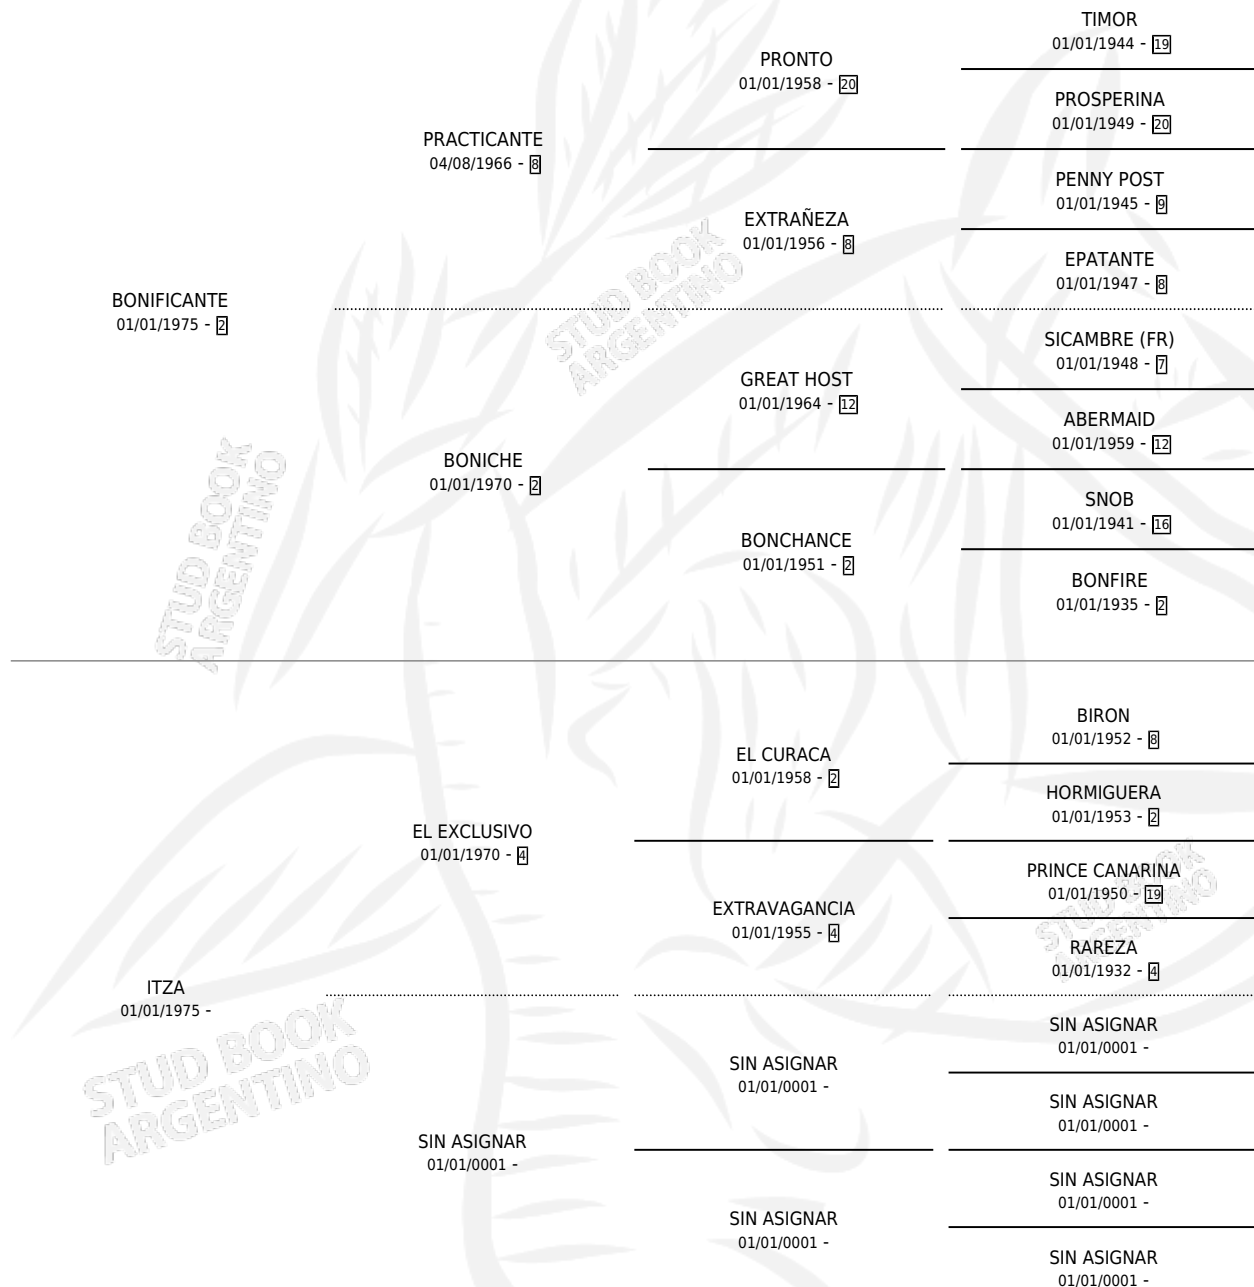 TIMOR
01/01/1944 - 19
PRONTO
01/01/1958 - 20
PROSPERINA
01/01/1949 - 20
PRACTICANTE
04/08/1966 - 8
PENNY POST
01/01/1945 - 9
EXTRAÑEZA
01/01/1956 - 8
EPATANTE
01/01/1947 - 8
BONIFICANTE
01/01/1975 - 2
STUD BOOK
ARGENTINO
SICAMBRE (FR)
01/01/1948 - 7
GREAT HOST
01/01/1964 - 12
ABERMAID
01/01/1959 - 12
BONICHE
01/01/1970 - 2
SNOB
01/01/1941 - 16
BONCHANCE
01/01/1951 - 2
BONFIRE
01/01/1935 - 2
STUD BOOK
ARGENTINO
BIRON
01/01/1952 - 8
EL CURACA
01/01/1958 - 2
HORMIGUERA
01/01/1953 - 2
EL EXCLUSIVO
01/01/1970 - 4
PRINCE CANARINA
01/01/1950 - 19
EXTRAVAGANCIA
01/01/1955 - 4
STUD BOOK
ARGENTINO
RAREZA
01/01/1932 - 4
ITZA
01/01/1975 -
STUD BOOK
ARGENTINO
SIN ASIGNAR
01/01/0001 -
SIN ASIGNAR
01/01/0001 -
SIN ASIGNAR
01/01/0001 -
SIN ASIGNAR
01/01/0001 -
SIN ASIGNAR
01/01/0001 -
SIN ASIGNAR
01/01/0001 -
SIN ASIGNAR
01/01/0001 -